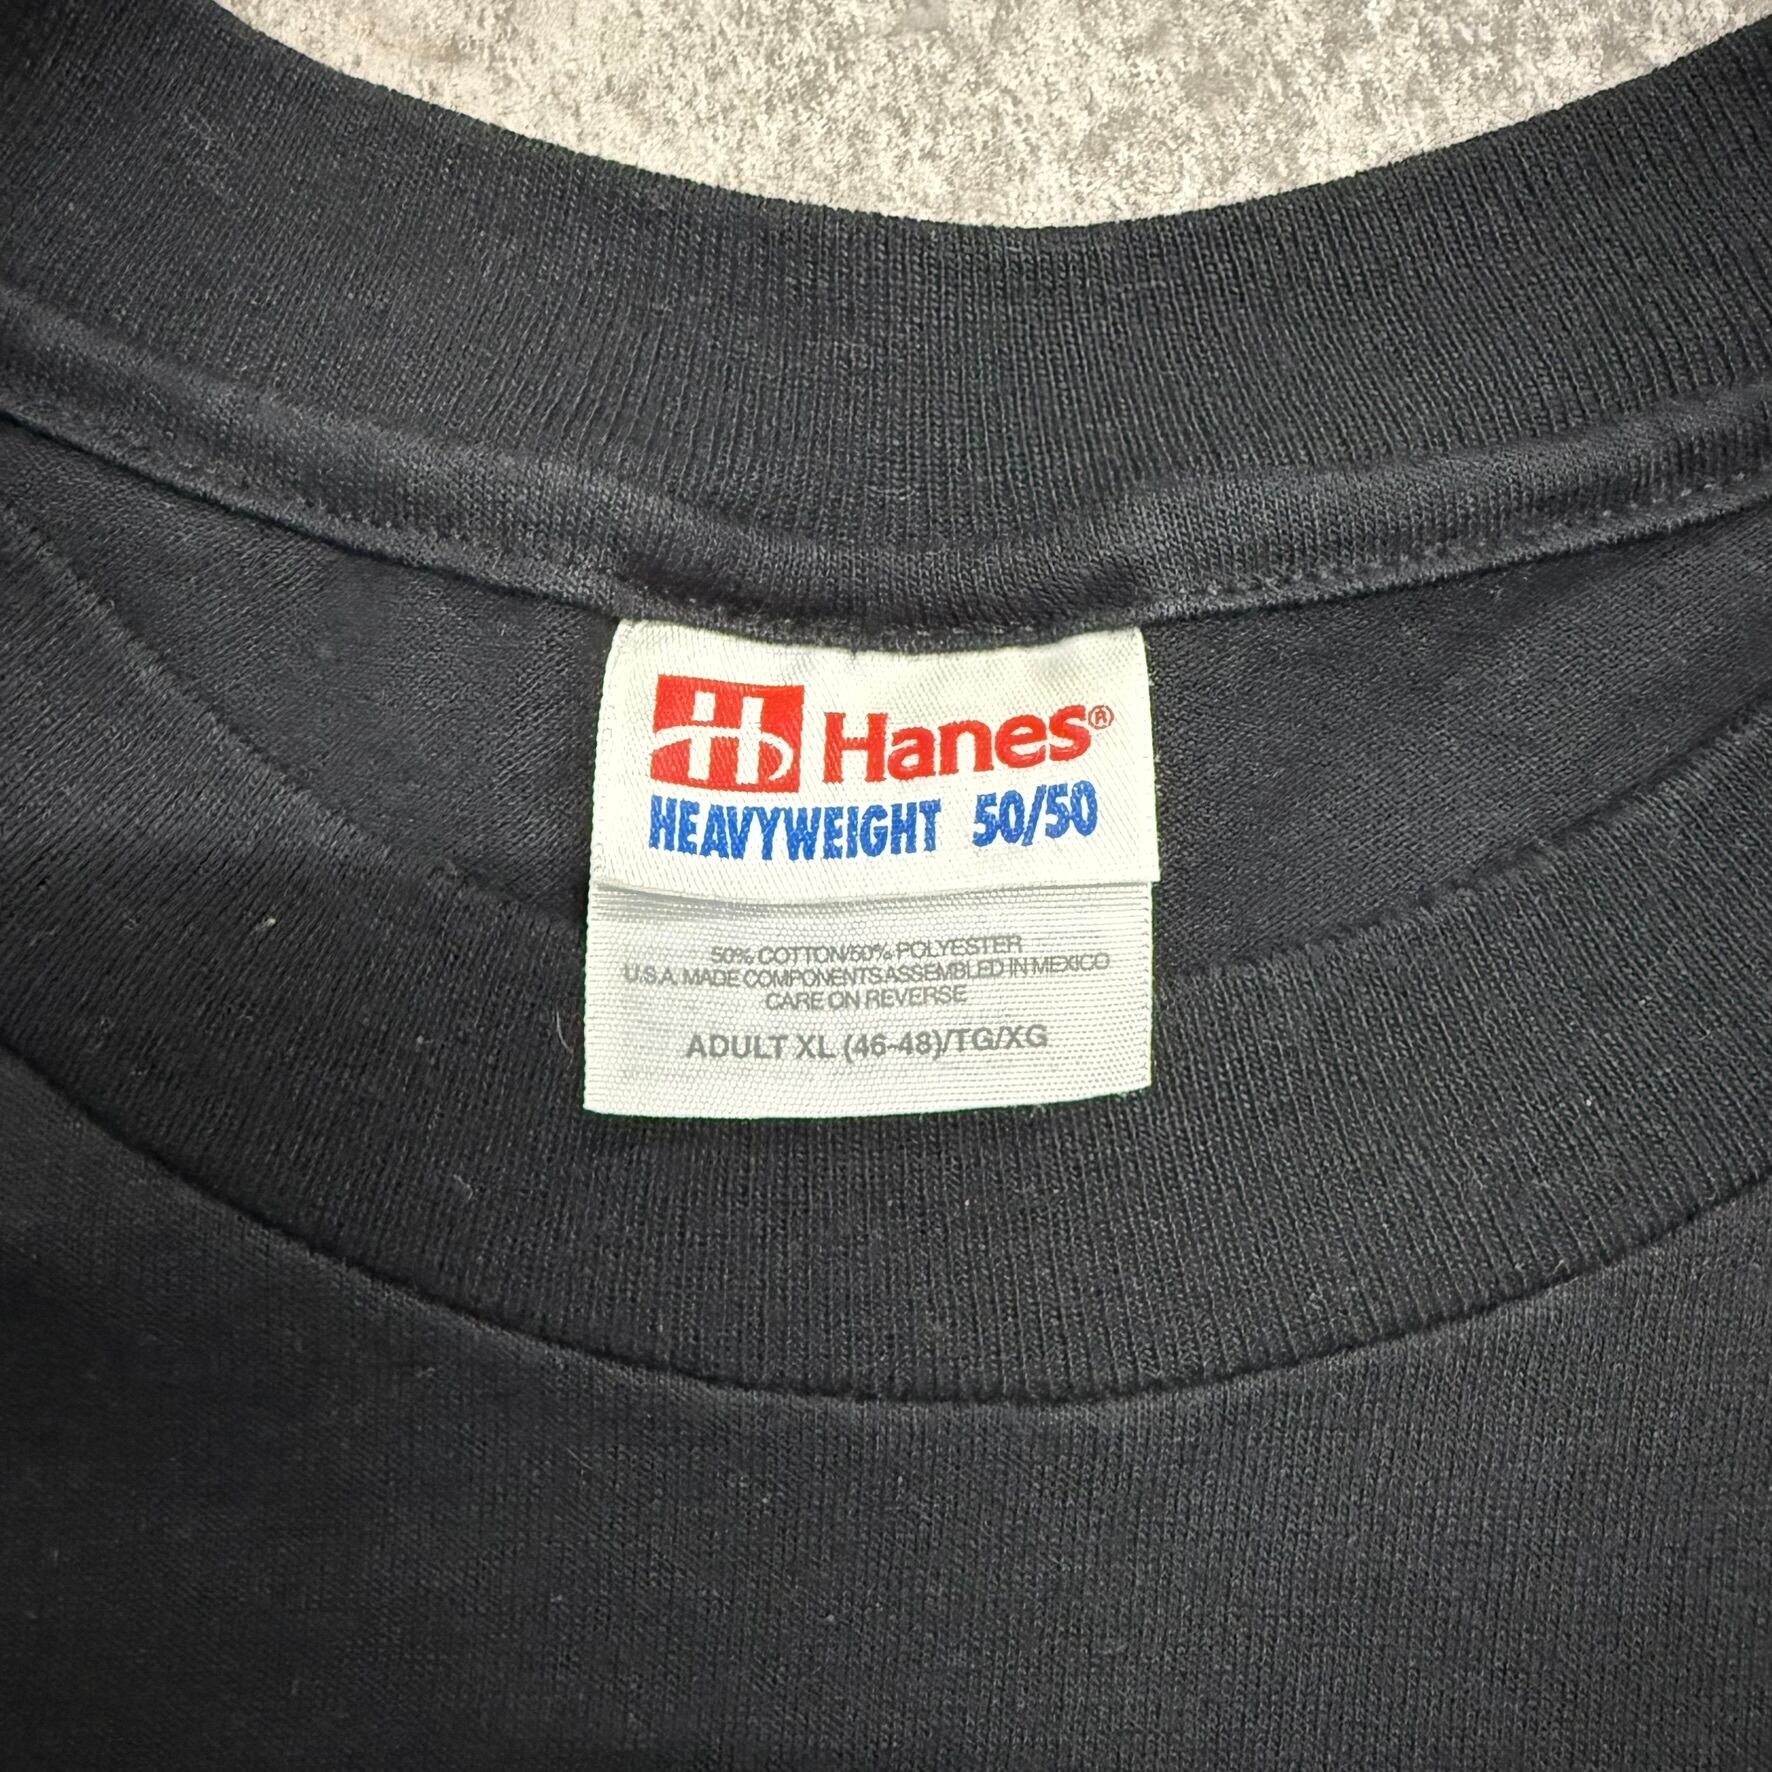 H Hanes®
HEAVYWEIGHT 50/50
50% COTTON/50% POLYESTER
U.S.A. MADE COMPONENTS ASSEMBLED IN MEXICO
CARE ON REVERSE
ADULT XL (46-48)/TG/XG